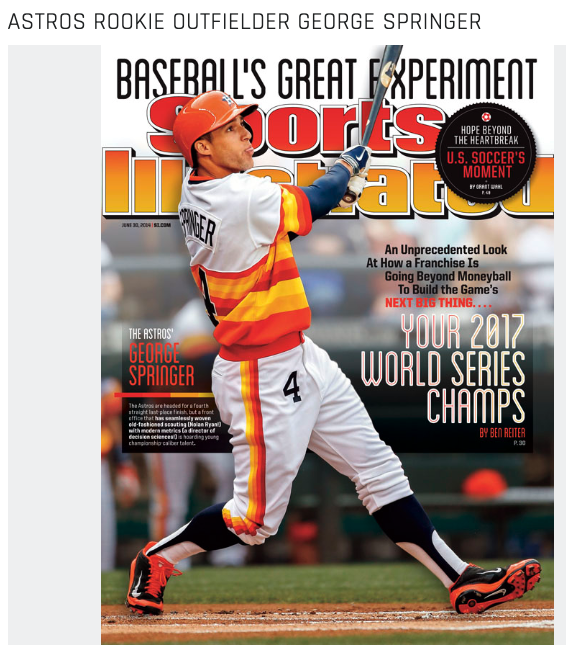 ASTROS ROOKIE OUTFIELDER GEORGE SPRINGER
BASEBALL'S GREAT EXPERIMENT
Sports
Illustrated
HOPE BEYOND
THE HEARTBREAK
U.S. SOCCER'S
MOMENT
BY GRANT WAHL
P. 48
JUNE 30, 2014 | SI.COM
SPRINGER
4
An Unprecedented Look
At How a Franchise Is
Going Beyond Moneyball
To Build the Game's
NEXT BIG THING....
YOUR 2017
WORLD SERIES
CHAMPS
BY BEN REITER
P. 30
THE ASTROS'
GEORGE
SPRINGER
The Astros are headed for a fourth
straight last-place finish, but a front
office that has seamlessly woven
old-fashioned scouting (Nolan Ryan!)
with modern metrics (a director of
decision sciences!) is hoarding young
championship-caliber talent.
4